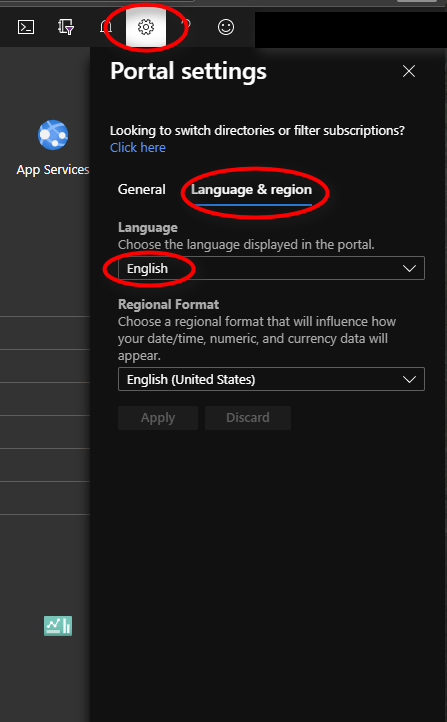 Portal settings
App Services
Looking to switch directories or filter subscriptions?
Click here
General
Language & region
Language
Choose the language displayed in the portal.
English
Regional Format
Choose a regional format that will influence how
your date/time, numeric, and currency data will
appear.
English (United States)
Apply
Discard